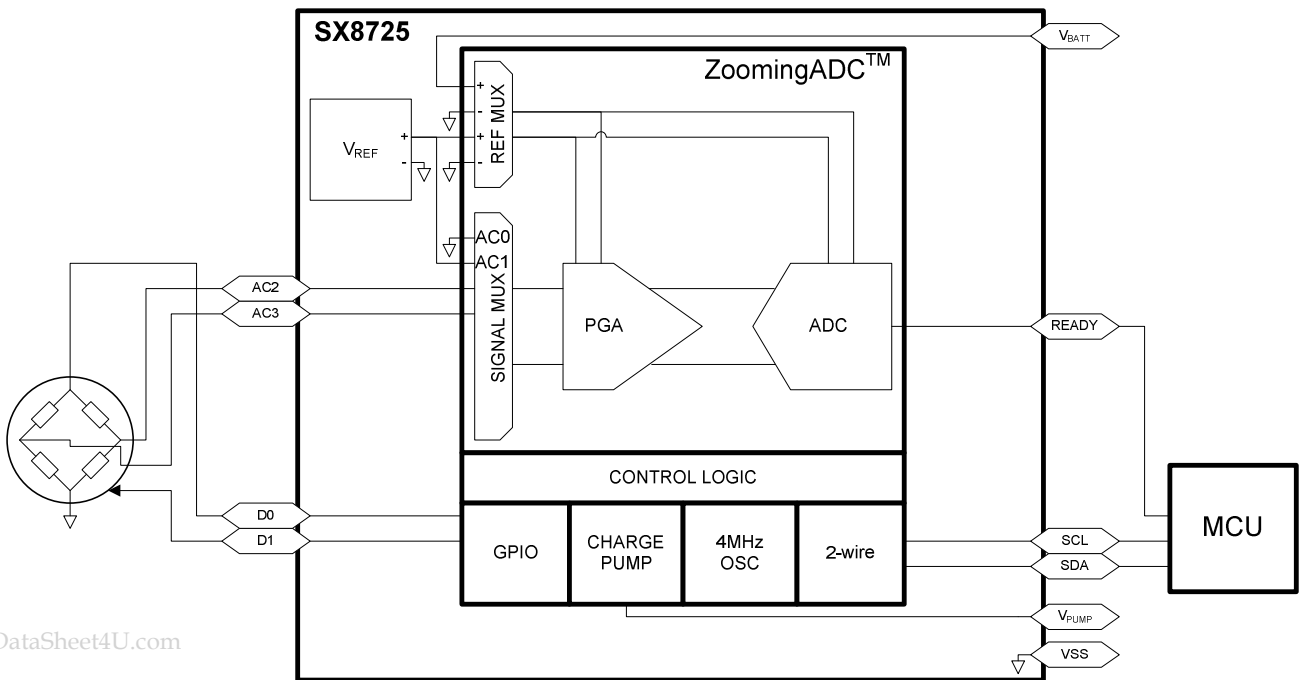 SX8725
VBATT
ZoomingADC™
+
-
+
-
REF MUX
VREF
+
-
AC0
AC1
SIGNAL MUX
AC2
AC3
PGA
ADC
READY
CONTROL LOGIC
D0
D1
GPIO
CHARGE
PUMP
4MHz
OSC
2-wire
SCL
SDA
MCU
VPUMP
VSS
DataSheet4U.com